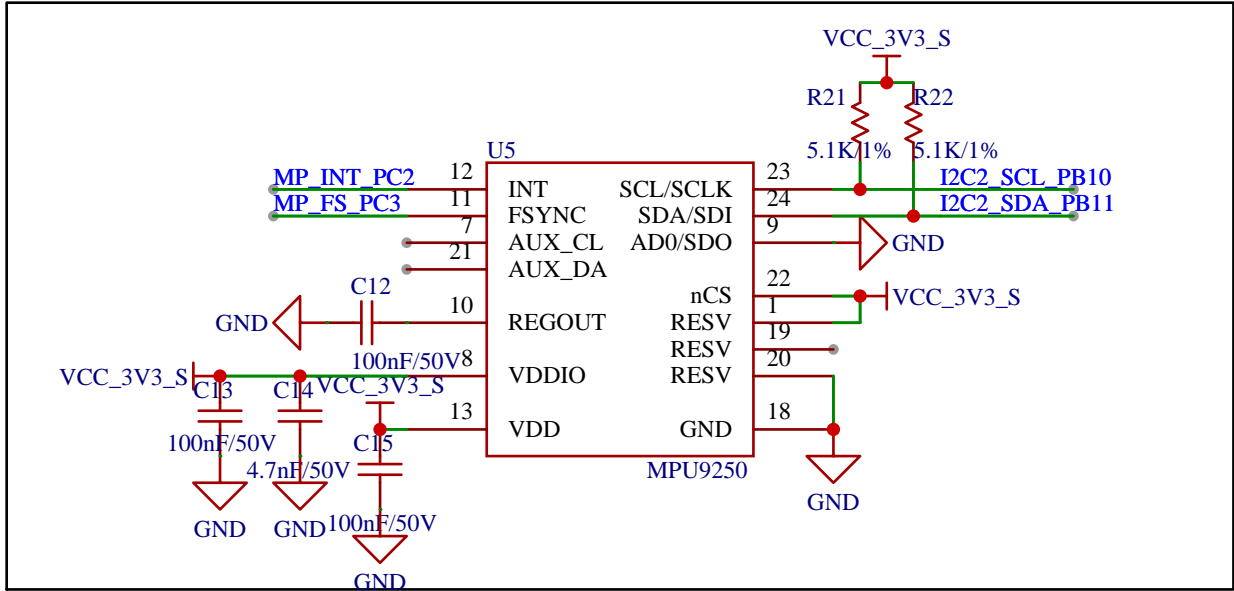 VCC_3V3_S
R21
R22
5.1K/1%
5.1K/1%
U5
MP_INT_PC2
12
INT
SCL/SCLK
23
I2C2_SCL_PB10
MP_FS_PC3
11
FSYNC
SDA/SDI
24
I2C2_SDA_PB11
7
AUX_CL
AD0/SDO
9
GND
21
AUX_DA
C12
nCS
22
VCC_3V3_S
GND
10
REGOUT
RESV
1
100nF/50V
RESV
19
VCC_3V3_S
8
VDDIO
RESV
20
C13
C14
VCC_3V3_S
13
VDD
GND
18
100nF/50V
C15
4.7nF/50V
MPU9250
GND
GND
GND
100nF/50V
GND